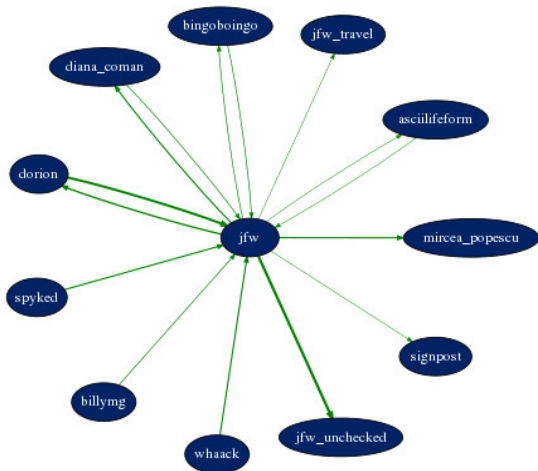 bingoboingo
jfw_travel
diana_coman
asciilifeform
dorion
jfw
mircea_popescu
spyked
signpost
billymg
jfw_unchecked
whaack